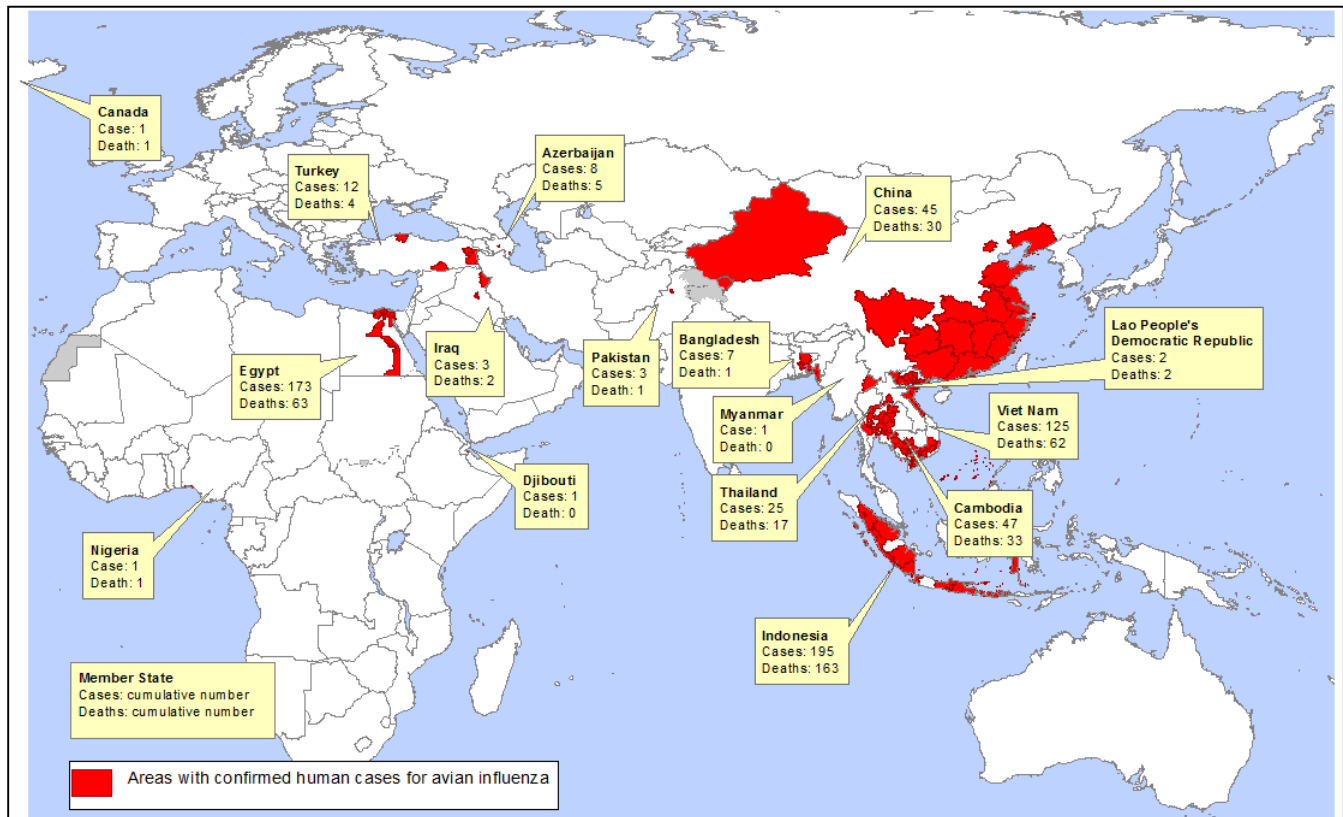 Canada
Case: 1
Death: 1
Turkey
Cases: 12
Deaths: 4
Azerbaijan
Cases: 8
Deaths: 5
China
Cases: 45
Deaths: 30
Egypt
Cases: 173
Deaths: 63
Iraq
Cases: 3
Deaths: 2
Pakistan
Cases: 3
Death: 1
Bangladesh
Cases: 7
Death: 1
Lao People's
Democratic Republic
Cases: 2
Deaths: 2
Myanmar
Case: 1
Death: 0
Viet Nam
Cases: 125
Deaths: 62
Djibouti
Cases: 1
Death: 0
Thailand
Cases: 25
Deaths: 17
Cambodia
Cases: 47
Deaths: 33
Nigeria
Case: 1
Death: 1
Indonesia
Cases: 195
Deaths: 163
Member State
Cases: cumulative number
Deaths: cumulative number
Areas with confirmed human cases for avian influenza